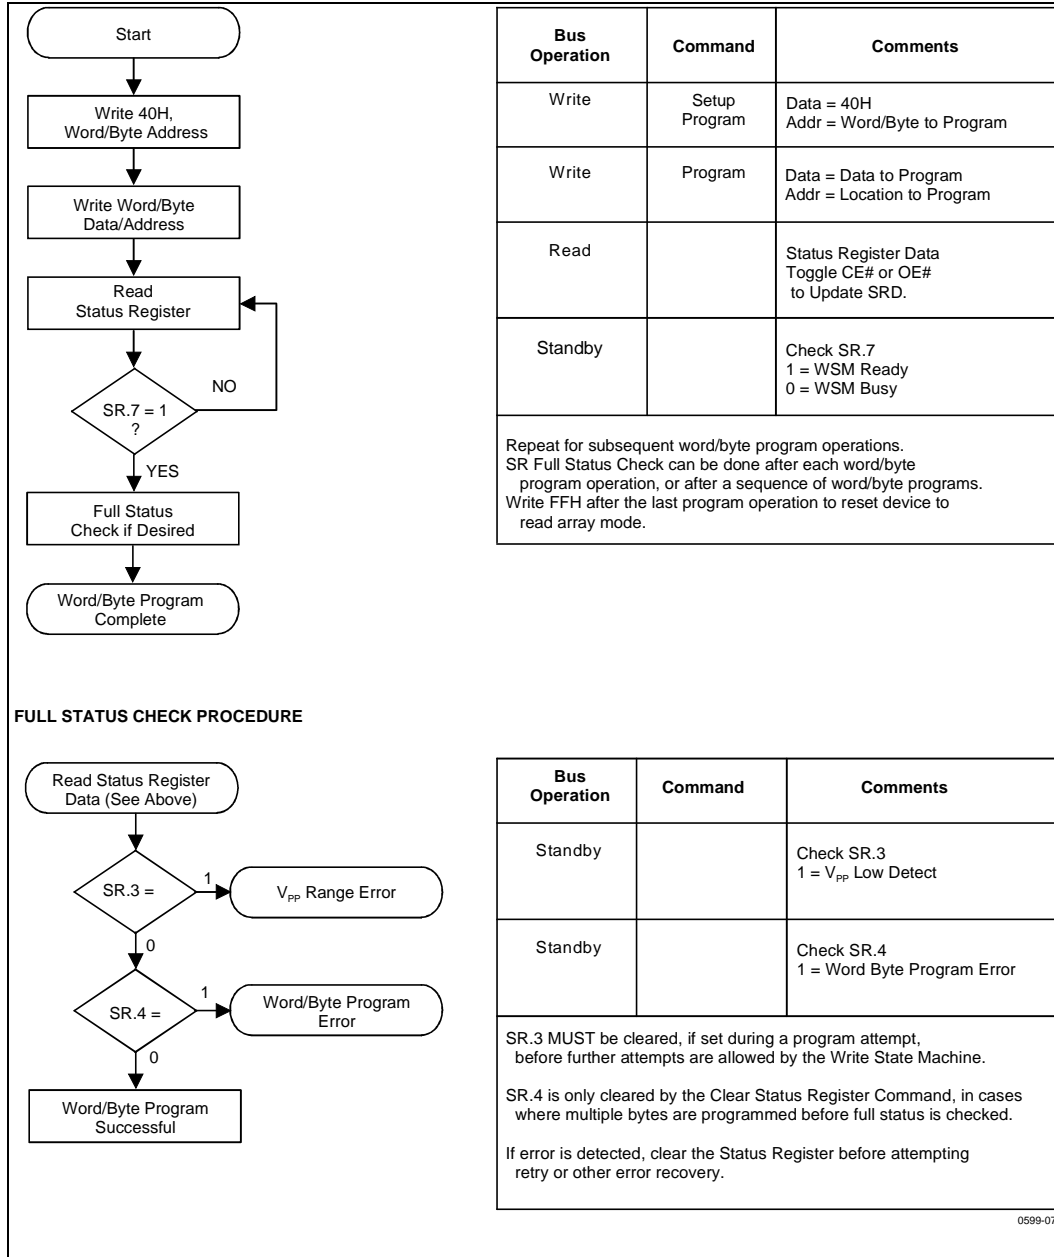 Start
Write 40H,
Word/Byte Address
Write Word/Byte
Data/Address
Read
Status Register
NO
SR.7 = 1
?
YES
Full Status
Check if Desired
Word/Byte Program
Complete
Bus
Operation
Command
Comments
Write
Setup
Program
Data = 40H
Addr = Word/Byte to Program
Write
Program
Data = Data to Program
Addr = Location to Program
Read
Status Register Data
Toggle CE# or OE#
to Update SRD.
Standby
Check SR.7
1 = WSM Ready
0 = WSM Busy
Repeat for subsequent word/byte program operations.
SR Full Status Check can be done after each word/byte
program operation, or after a sequence of word/byte programs.
Write FFH after the last program operation to reset device to
read array mode.
FULL STATUS CHECK PROCEDURE
Read Status Register
Data (See Above)
SR.3 =
1
VPP Range Error
0
SR.4 =
1
Word/Byte Program
Error
0
Word/Byte Program
Successful
Bus
Operation
Command
Comments
Standby
Check SR.3
1 = VPP Low Detect
Standby
Check SR.4
1 = Word Byte Program Error
SR.3 MUST be cleared, if set during a program attempt,
before further attempts are allowed by the Write State Machine.
SR.4 is only cleared by the Clear Status Register Command, in cases
where multiple bytes are programmed before full status is checked.
If error is detected, clear the Status Register before attempting
retry or other error recovery.
0599-07